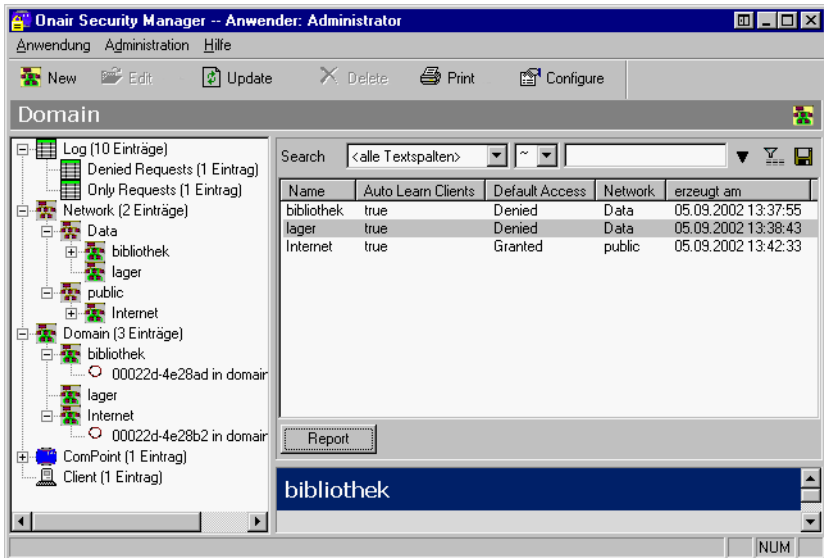 Onair Security Manager -- Anwender: Administrator
Anwendung Administration Hilfe
New Edit Update Delete Print Configure
Domain
Log (10 Einträge)
Denied Requests (1 Eintrag)
Only Requests (1 Eintrag)
Network (2 Einträge)
Data
bibliothek
lager
public
Internet
Domain (3 Einträge)
bibliothek
00022d-4e28ad in domair
lager
Internet
00022d-4e28b2 in domair
ComPoint (1 Eintrag)
Client (1 Eintrag)
Search <alle Textspalten> ~
Name Auto Learn Clients Default Access Network erzeugt am
bibliothek true Denied Data 05.09.2002 13:37:55
lager true Denied Data 05.09.2002 13:38:43
Internet true Granted public 05.09.2002 13:42:33
Report
bibliothek
NUM